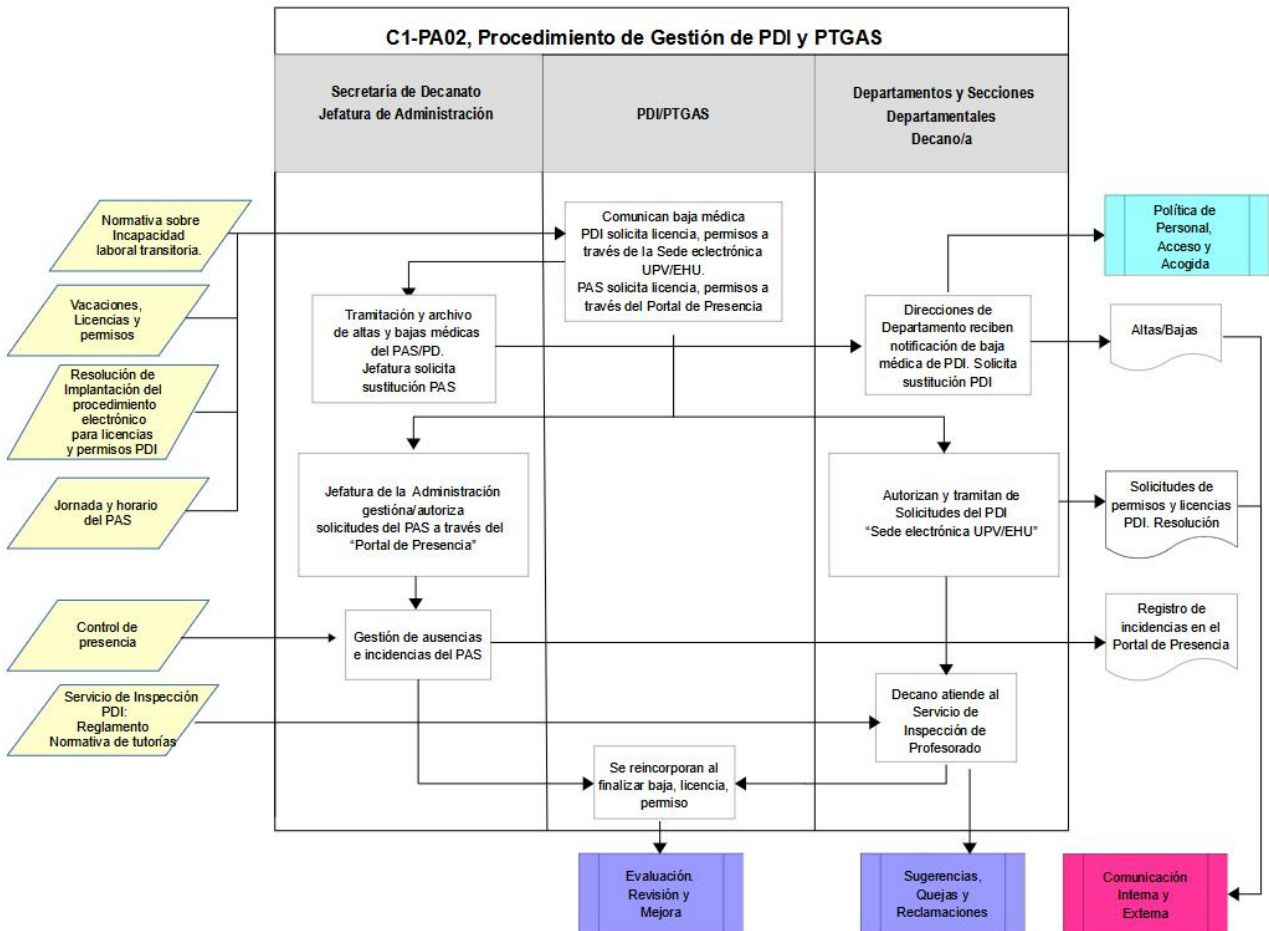 C1-PA02, Procedimiento de Gestión de PDI y PTGAS
Secretaría de Decanato
Jefatura de Administración
PDI/PTGAS
Departamentos y Secciones
Departamentales
Decano/a
Normativa sobre
Incapacidad
laboral transitoria.
Vacaciones,
Licencias y
permisos
Resolución de
Implantación del
procedimiento
electrónico
para licencias
y permisos PDI
Jornada y horario
del PAS
Control de
presencia
Servicio de Inspección
PDI:
Reglamento
Normativa de tutorías
Comunican baja médica
PDI solicita licencia, permisos a
través de la Sede eclectrónica
UPV/EHU.
PAS solicita licencia, permisos a
través del Portal de Presencia
Tramitación y archivo
de altas y bajas médicas
del PAS/PD.
Jefatura solicita
sustitución PAS
Direcciones de
Departamento reciben
notificación de baja
médica de PDI. Solicita
sustitución PDI
Jefatura de la Administración
gestióna/autoriza
solicitudes del PAS a través del
“Portal de Presencia”
Autorizan y tramitan de
Solicitudes del PDI
“Sede electrónica UPV/EHU”
Gestión de ausencias
e incidencias del PAS
Decano atiende al
Servicio de
Inspección de
Profesorado
Se reincorporan al
finalizar baja, licencia,
permiso
Política de
Personal,
Acceso y
Acogida
Altas/Bajas
Solicitudes de
permisos y licencias
PDI. Resolución
Registro de
incidencias en el
Portal de Presencia
Evaluación.
Revisión y
Mejora
Sugerencias,
Quejas y
Reclamaciones
Comunicación
Interna y
Externa